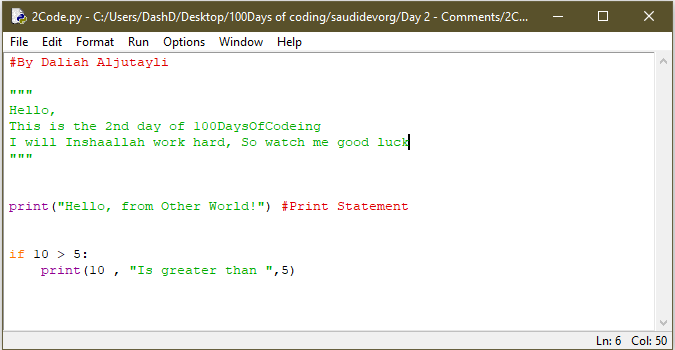 2Code.py - C:/Users/DashD/Desktop/100Days of coding/saudidevorg/Day 2 - Comments/2C...
File Edit Format Run Options Window Help
#By Daliah Aljutayli
"""
Hello,
This is the 2nd day of 100DaysOfCodeing
I will Inshaallah work hard, So watch me good luck
"""
print("Hello, from Other World!") #Print Statement
if 10 > 5:
    print(10 , "Is greater than ",5)
Ln: 6 Col: 50